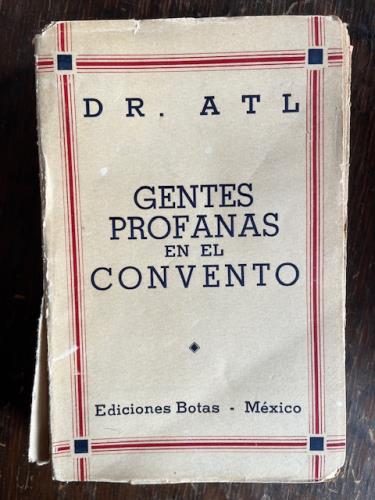 DR. ATL
GENTES
PROFANAS
EN EL
CONVENTO
Ediciones Botas - México